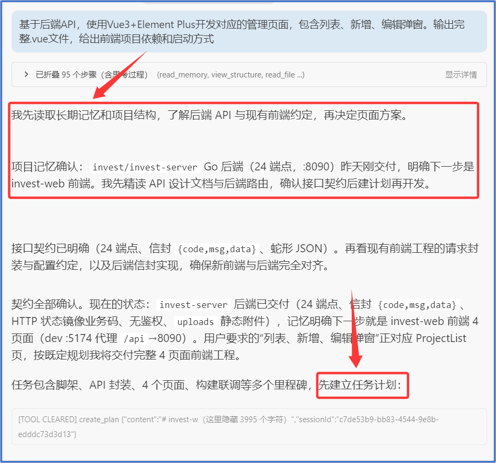 基于后端API，使用Vue3+Element Plus开发对应的管理页面，包含列表、新增、编辑弹窗。输出完
整.vue文件，给出前端项目依赖和启动方式
已折叠 95 个步骤（含思考过程） (read_memory, view_structure, read_file ...) 显示详情
我先读取长期记忆和项目结构，了解后端 API 与现有前端约定，再决定页面方案。
项目记忆确认：invest/invest-server Go 后端（24 端点，:8090）昨天刚交付，明确下一步是
invest-web 前端。我先精读 API 设计文档与后端路由，确认接口契约后建计划再开发。
接口契约已明确（24 端点、信封 {code,msg,data}、蛇形 JSON）。再看现有前端工程的请求封
装与配置约定，以及后端信封实现，确保新前端与后端完全对齐。
契约全部确认。现在的状态：invest-server 后端已交付（24 端点、信封 {code,msg,data}、
HTTP 状态镜像业务码、无鉴权、uploads 静态附件），记忆明确下一步就是 invest-web 前端 4
页面（dev :5174 代理 /api →8090）。用户要求的“列表、新增、编辑弹窗”正对应 ProjectList
页，按既定规划我将交付完整 4 页面前端工程。
任务包含脚手架、API 封装、4 个页面、构建联调等多个里程碑，先建立任务计划：
[TOOL CLEARED] create_plan {"content":"# invest-w（这里隐藏 3995 个字符）","sessionId":"c7de53b9-bb83-4544-9e8b-
edddc73d3d13"}